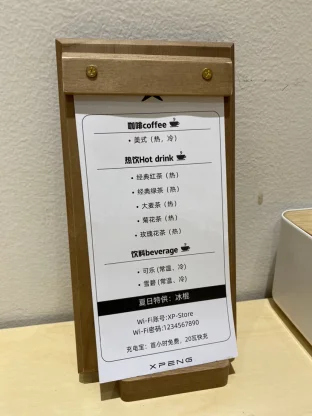 咖啡coffee
• 美式（热，冷）
热饮Hot drink
• 经典红茶（热）
• 经典绿茶（热）
• 大麦茶（热）
• 菊花茶（热）
• 玫瑰花茶（热）
饮料beverage
• 可乐(常温、冷)
• 雪碧(常温、冷)
夏日特供：冰棍
Wi-Fi账号:XP-Store
Wi-Fi密码:1234567890
充电宝：首小时免费，20瓦快充
XPENG